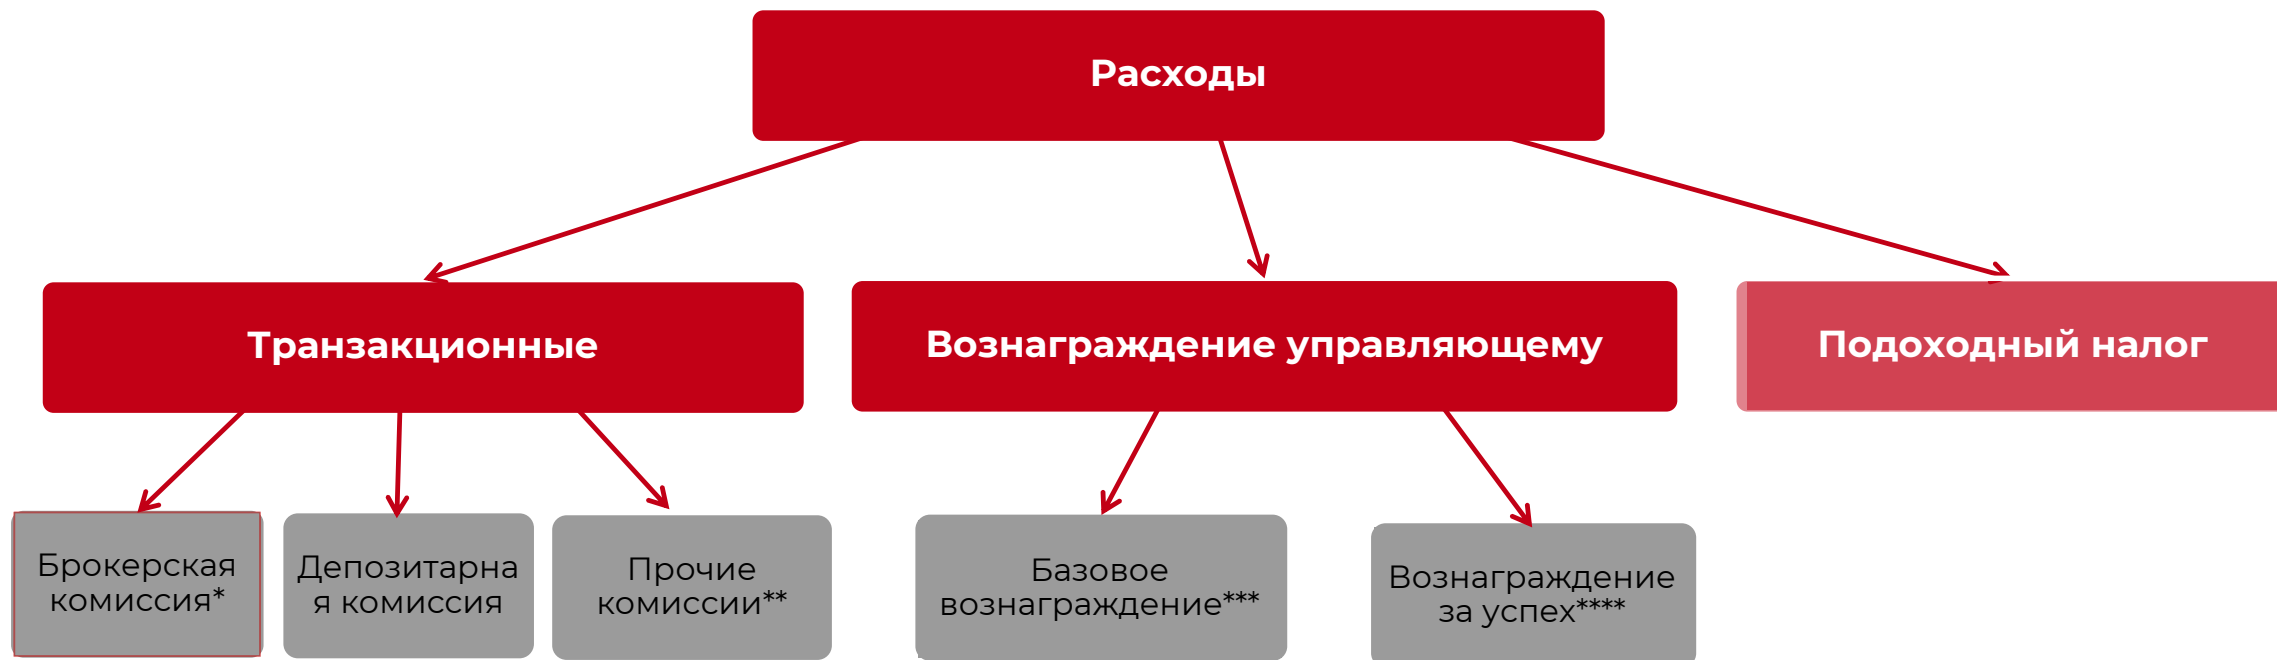 Расходы
Транзакционные
Вознаграждение управляющему
Подоходный налог
Брокерская
комиссия*
Депозитарна
я комиссия
Прочие
комиссии**
Базовое
вознаграждение***
Вознаграждение
за успех****